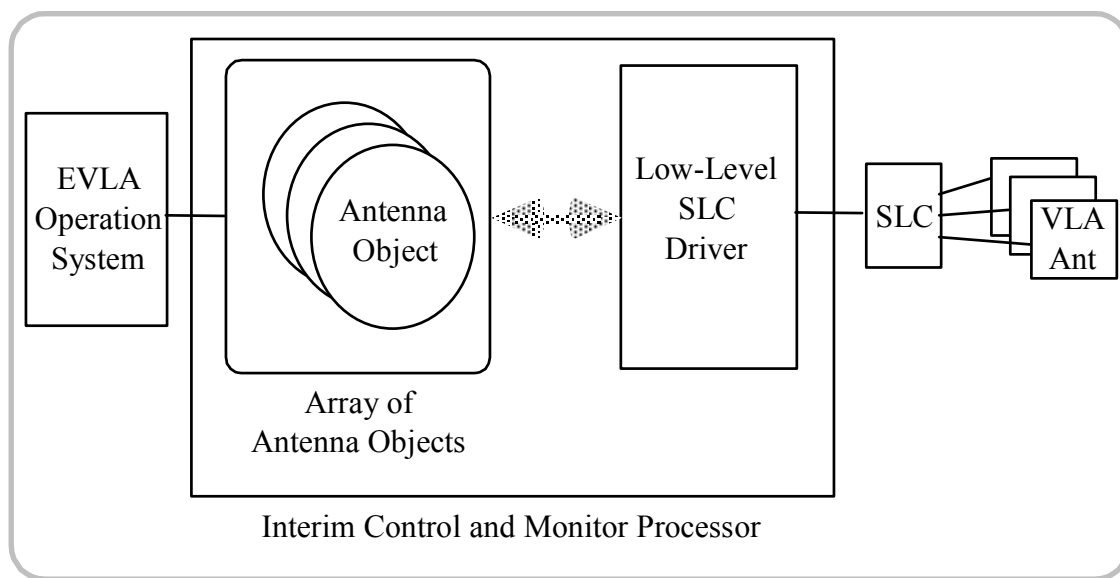 EVLA
Operation
System
Antenna
Object
Array of
Antenna Objects
Low-Level
SLC
Driver
SLC
VLA
Ant
Interim Control and Monitor Processor